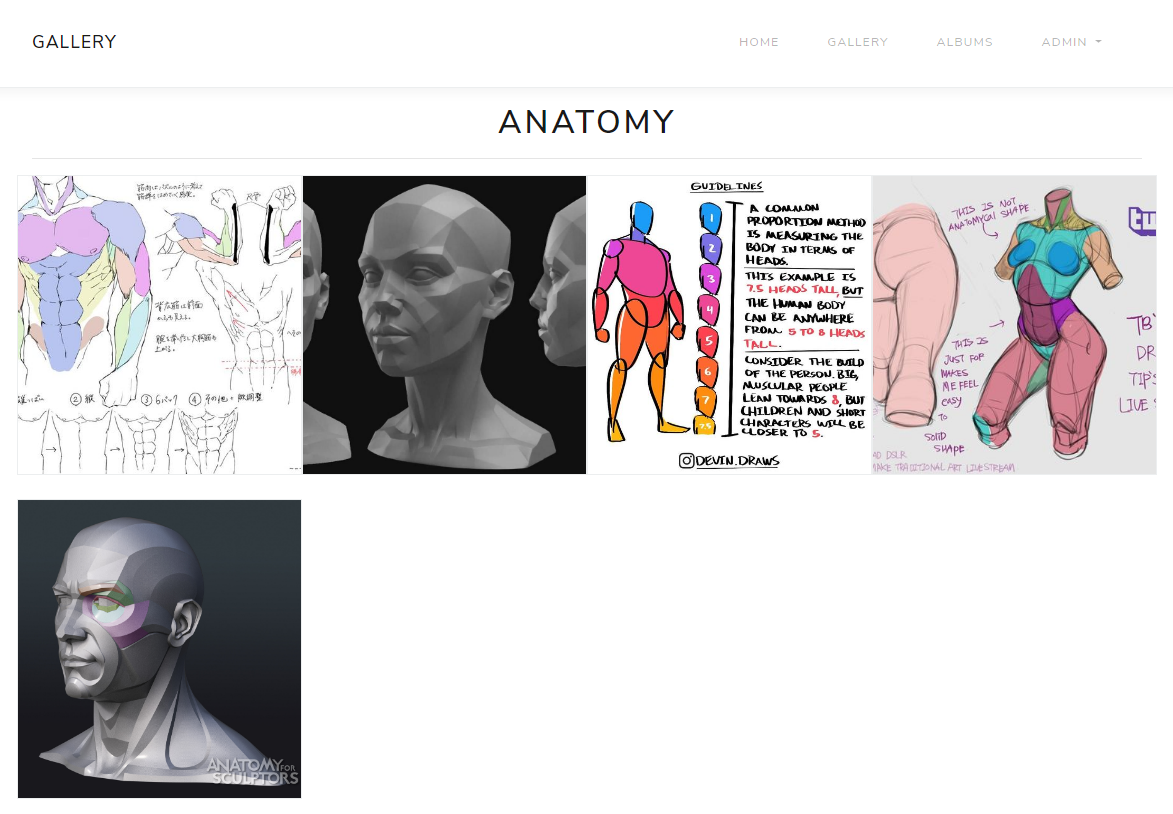 GALLERY
HOME
GALLERY
ALBUMS
ADMIN
ANATOMY
② 腹
③ 6パック
④ その他+微調整
GUIDELINES
A COMMON
PROPORTION METHOD
IS MEASURING THE
BODY IN TERMS OF
HEADS.
THIS EXAMPLE IS
7.5 HEADS TALL, BUT
THE HUMAN BODY
CAN BE ANYWHERE
FROM 5 TO 8 HEADS
TALL.
CONSIDER THE BUILD
OF THE PERSON. BIG,
MUSCULAR PEOPLE
LEAN TOWARDS 8, BUT
CHILDREN AND SHORT
CHARACTERS WILL BE
CLOSER TO 5.
1
2
3
4
5
6
7
7.5
DEVIN.DRAWS
THIS IS NOT
ANATOMYCAL SHAPE
THIS IS
JUST FOR
MAKES
ME FEEL
EASY
TO
SOLID
SHAPE
TB'
DR
TIP'S
LIVE S
AD DSLR
MAKE TRADITIONAL ART LIVESTREAM
ANATOMY FOR
SCULPTORS